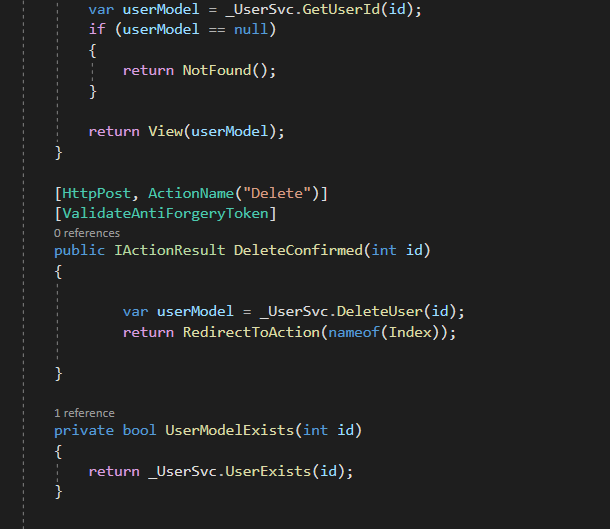 var userModel = _UserSvc.GetUserId(id);
if (userModel == null)
{
return NotFound();
}
return View(userModel);
}
[HttpPost, ActionName("Delete")]
[ValidateAntiForgeryToken]
0 references
public IActionResult DeleteConfirmed(int id)
{
var userModel = _UserSvc.DeleteUser(id);
return RedirectToAction(nameof(Index));
}
1 reference
private bool UserModelExists(int id)
{
return _UserSvc.UserExists(id);
}